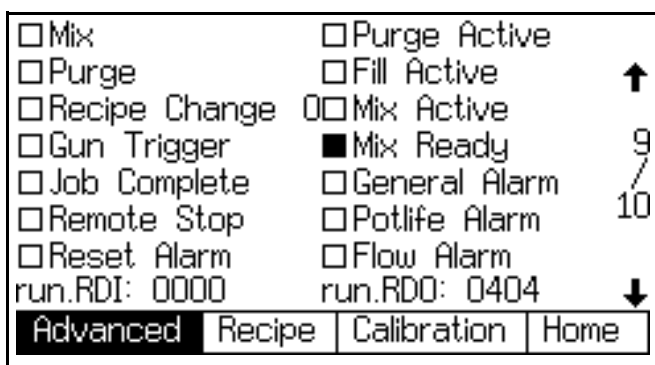 Mix Purge Active
Purge Fill Active
Recipe Change 0 Mix Active
Gun Trigger Mix Ready
Job Complete General Alarm
Remote Stop Potlife Alarm
Reset Alarm Flow Alarm
run.RDI: 0000 run.RDO: 0404
9/10
Advanced Recipe Calibration Home